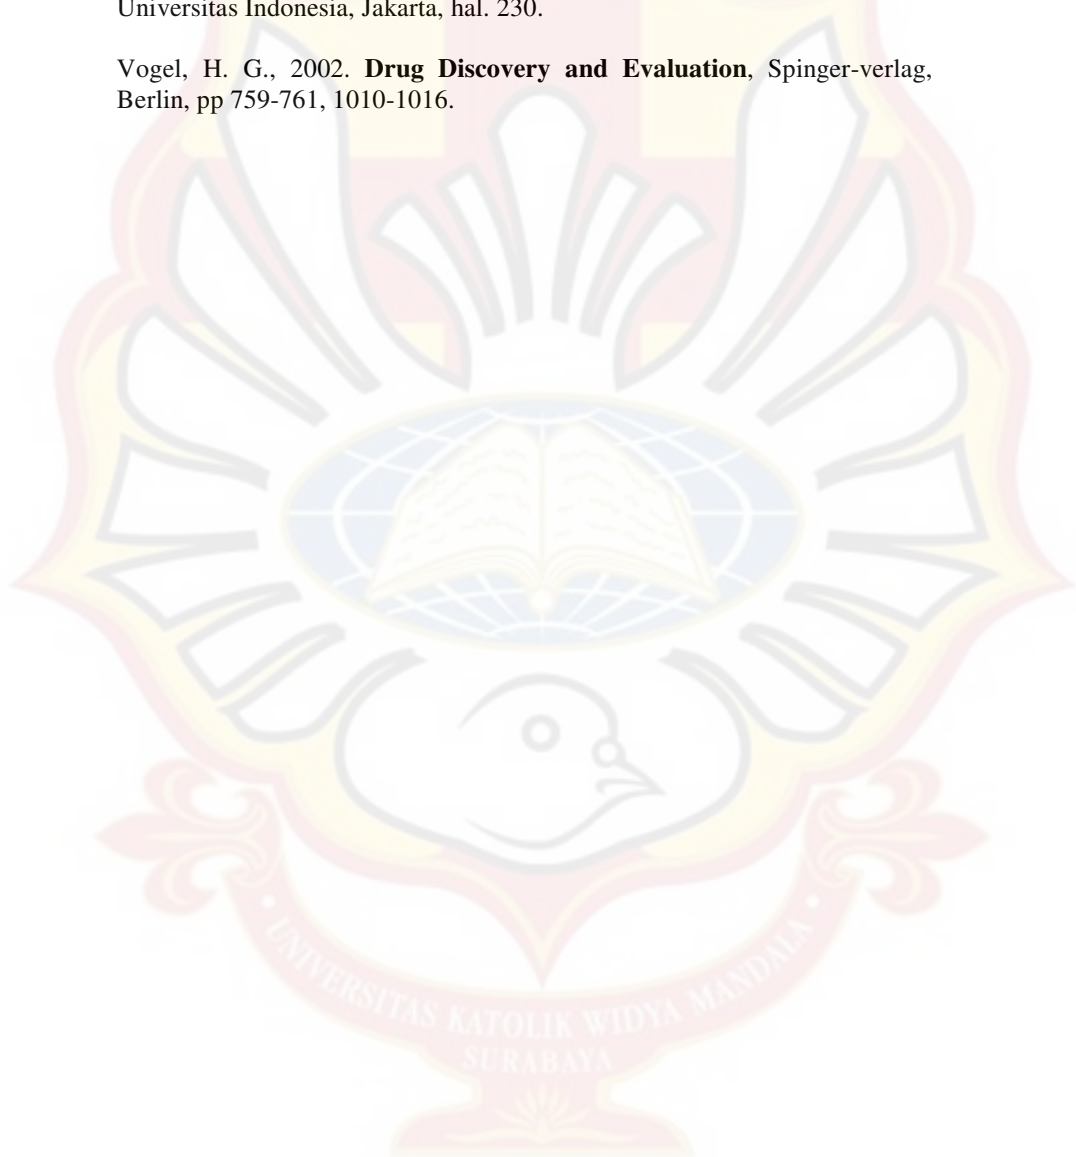 Universitas Indonesia, Jakarta, hal. 230.
Vogel, H. G., 2002. Drug Discovery and Evaluation, Spinger-verlag,
Berlin, pp 759-761, 1010-1016.
UNIVERSITAS KATOLIK WIDYA MANDALA
SURABAYA